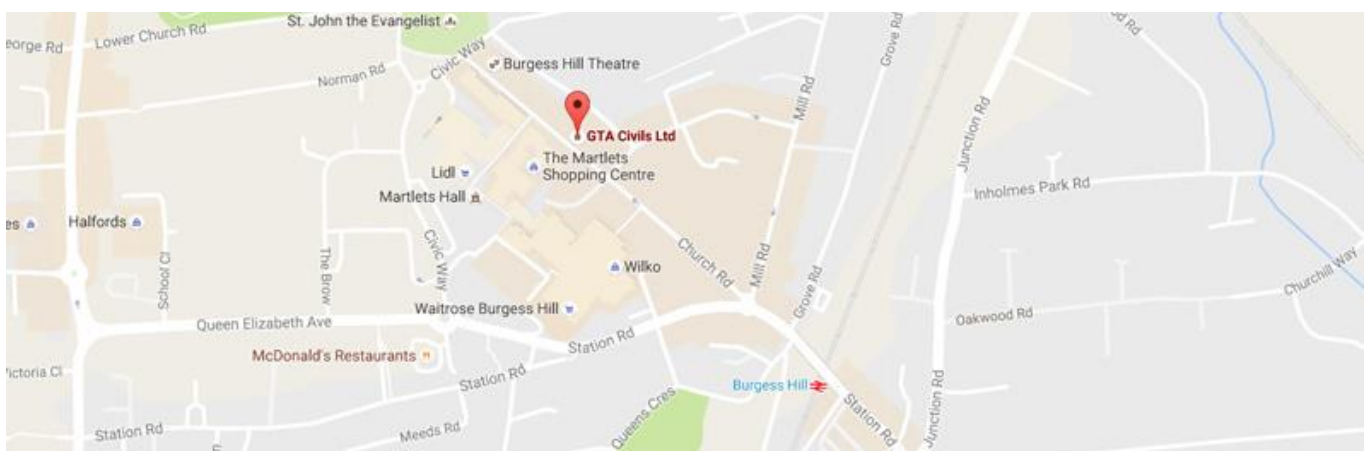 St. John the Evangelist
eorge Rd
Lower Church Rd
Civic Way
Burgess Hill Theatre
Norman Rd
Grove Rd
Mill Rd
d Rd
Junction Rd
GTA Civils Ltd
The Martlets
Shopping Centre
Lidl
Martlets Hall
Inholmes Park Rd
es
Halfords
School Cl
The Brow
Civic Way
Wilko
Church Rd
Mill Rd
Grove Rd
Churchill Way
Waitrose Burgess Hill
Queen Elizabeth Ave
Station Rd
Oakwood Rd
McDonald's Restaurants
ictoria Cl
Station Rd
Burgess Hill
Queens Cres
Station Rd
Junction Rd
Station Rd
Meeds Rd